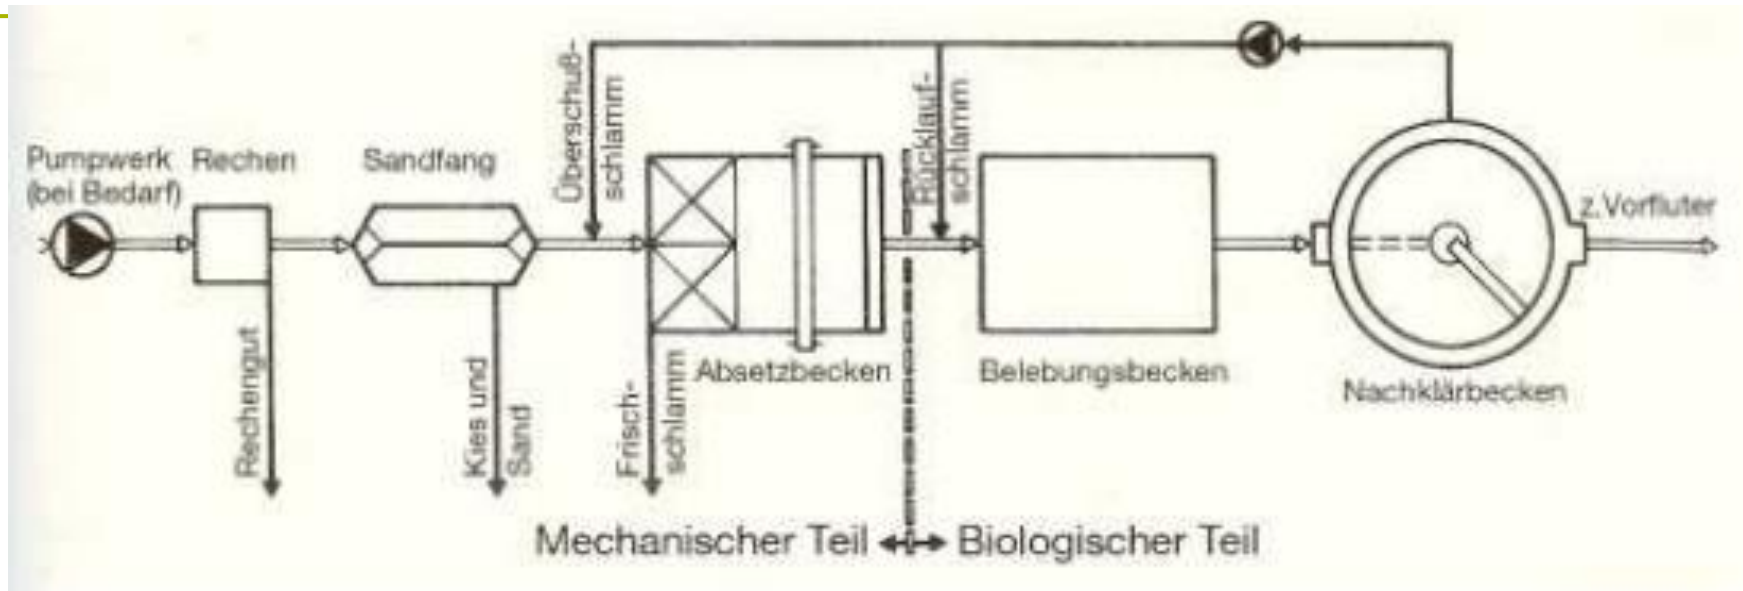 Pumpwerk
(bei Bedarf)
Rechen
Sandfang
Überschuß-
schlamm
Rücklauf-
schlamm
z. Vorfluter
Absetzbecken
Belebungsbecken
Nachklärbecken
Rechengut
Kies und
Sand
Frisch-
schlamm
Mechanischer Teil
Biologischer Teil